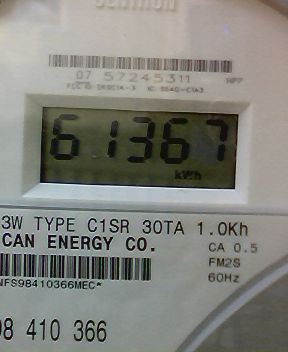 CENTRON
07 57245311
61367
kWh
3W TYPE C1SR 30TA 1.0Kh
CAN ENERGY CO.
CA 0.5
FM2S
60Hz
NFS98410366MEC*
98 410 366